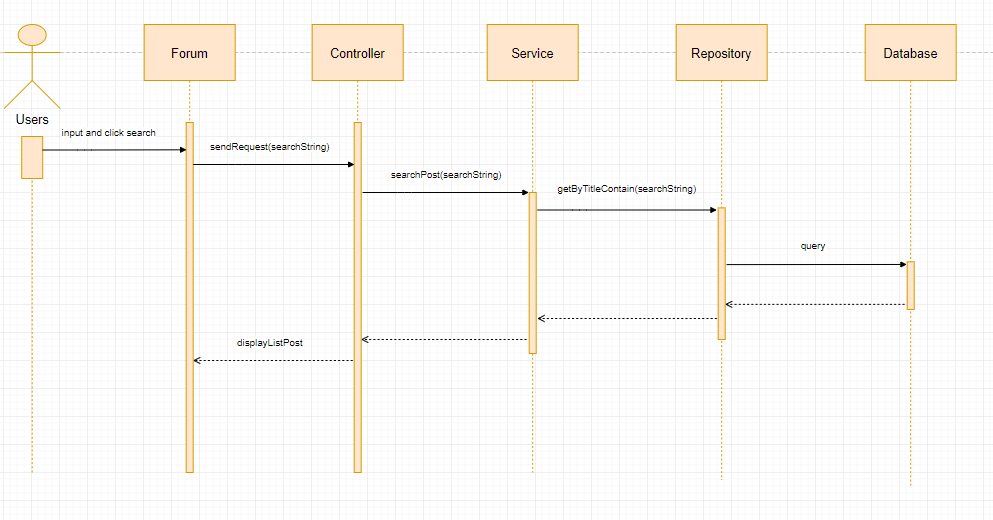 Forum
Controller
Service
Repository
Database
Users
input and click search
sendRequest(searchString)
searchPost(searchString)
getByTitleContain(searchString)
query
displayListPost